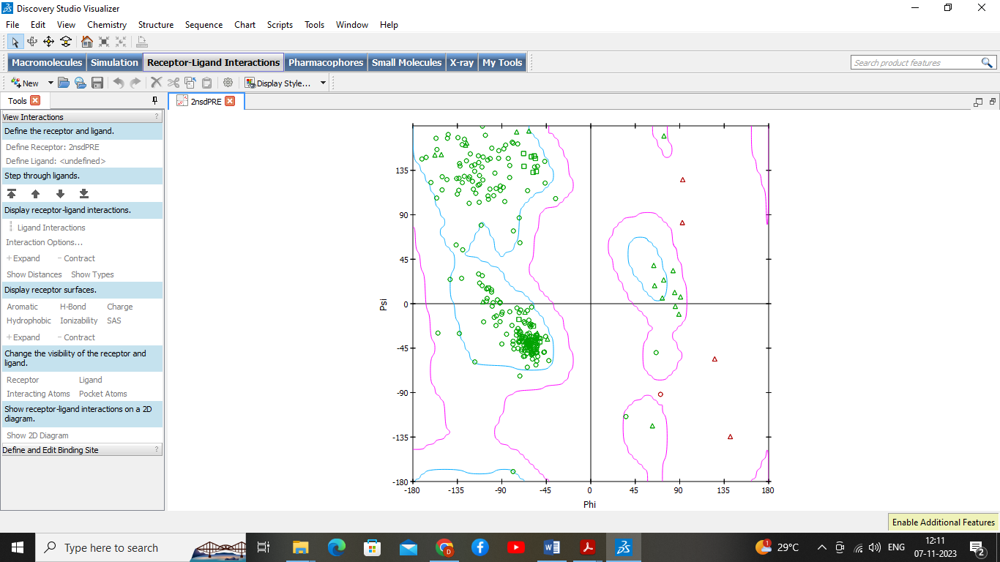 Discovery Studio Visualizer
File Edit View Chemistry Structure Sequence Chart Scripts Tools Window Help
Macromolecules Simulation Receptor-Ligand Interactions Pharmacophores Small Molecules X-ray My Tools
Search product features
New Display Style...
Tools
2nsdPRE
View Interactions ?
Define the receptor and ligand.
Define Receptor: 2nsdPRE
Define Ligand: <undefined>
Step through ligands.
Display receptor-ligand interactions.
Ligand Interactions
Interaction Options...
+ Expand - Contract
Show Distances Show Types
Display receptor surfaces.
Aromatic H-Bond Charge
Hydrophobic Ionizability SAS
+ Expand - Contract
Change the visibility of the receptor and
ligand.
Receptor Ligand
Interacting Atoms Pocket Atoms
Show receptor-ligand interactions on a 2D
diagram.
Show 2D Diagram
Define and Edit Binding Site ?
135
90
45
0
-45
-90
-135
-180
Psi
-180 -135 -90 -45 0 45 90 135 180
Phi
Enable Additional Features
Type here to search
1
29°C
ENG
12:11
07-11-2023
2